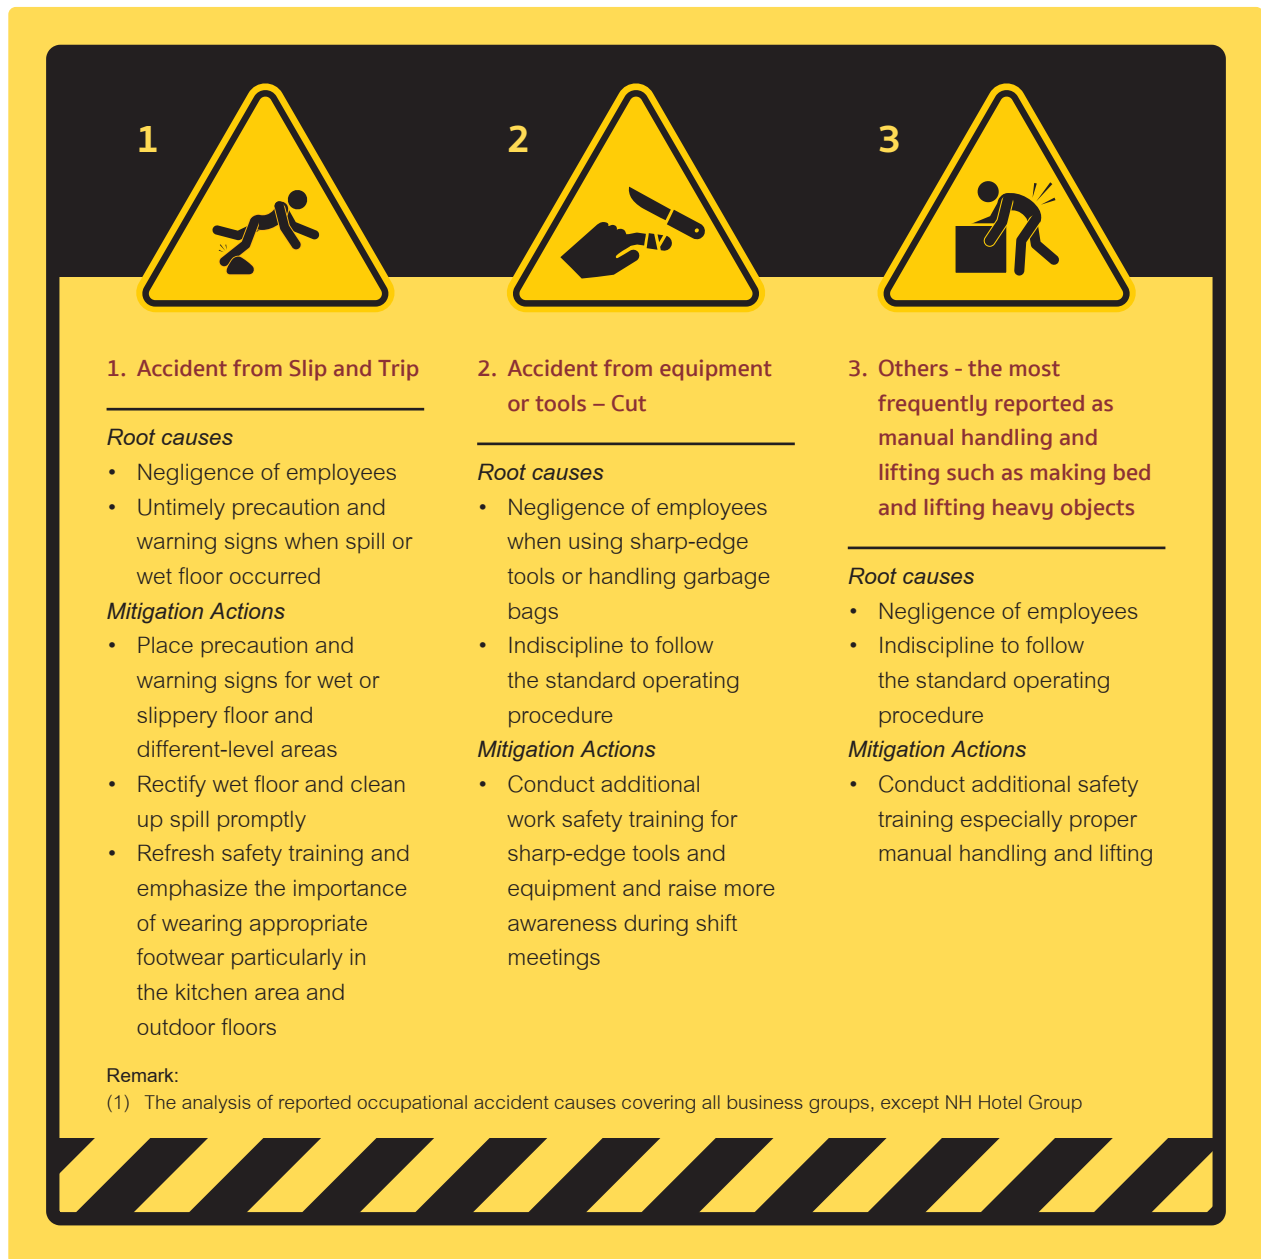 1
2
3
1. Accident from Slip and Trip
Root causes
• Negligence of employees
• Untimely precaution and
warning signs when spill or
wet floor occurred
Mitigation Actions
• Place precaution and
warning signs for wet or
slippery floor and
different-level areas
• Rectify wet floor and clean
up spill promptly
• Refresh safety training and
emphasize the importance
of wearing appropriate
footwear particularly in
the kitchen area and
outdoor floors
2. Accident from equipment
or tools – Cut
Root causes
• Negligence of employees
when using sharp-edge
tools or handling garbage
bags
• Indiscipline to follow
the standard operating
procedure
Mitigation Actions
• Conduct additional
work safety training for
sharp-edge tools and
equipment and raise more
awareness during shift
meetings
3. Others - the most
frequently reported as
manual handling and
lifting such as making bed
and lifting heavy objects
Root causes
• Negligence of employees
• Indiscipline to follow
the standard operating
procedure
Mitigation Actions
• Conduct additional safety
training especially proper
manual handling and lifting
Remark:
(1) The analysis of reported occupational accident causes covering all business groups, except NH Hotel Group